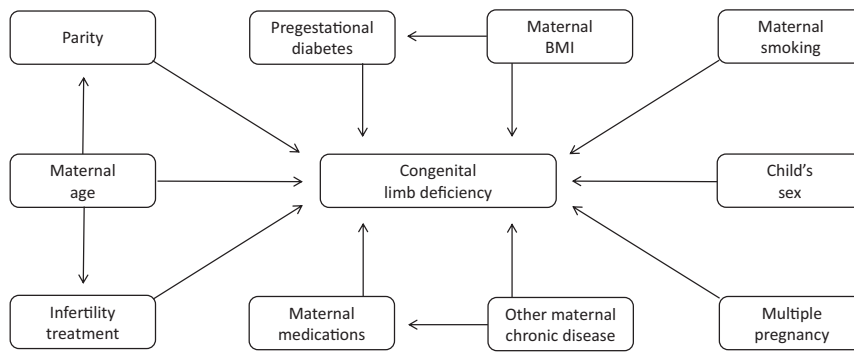 Parity
Pregestational
diabetes
Maternal
BMI
Maternal
smoking
Maternal
age
Congenital
limb deficiency
Child's
sex
Infertility
treatment
Maternal
medications
Other maternal
chronic disease
Multiple
pregnancy